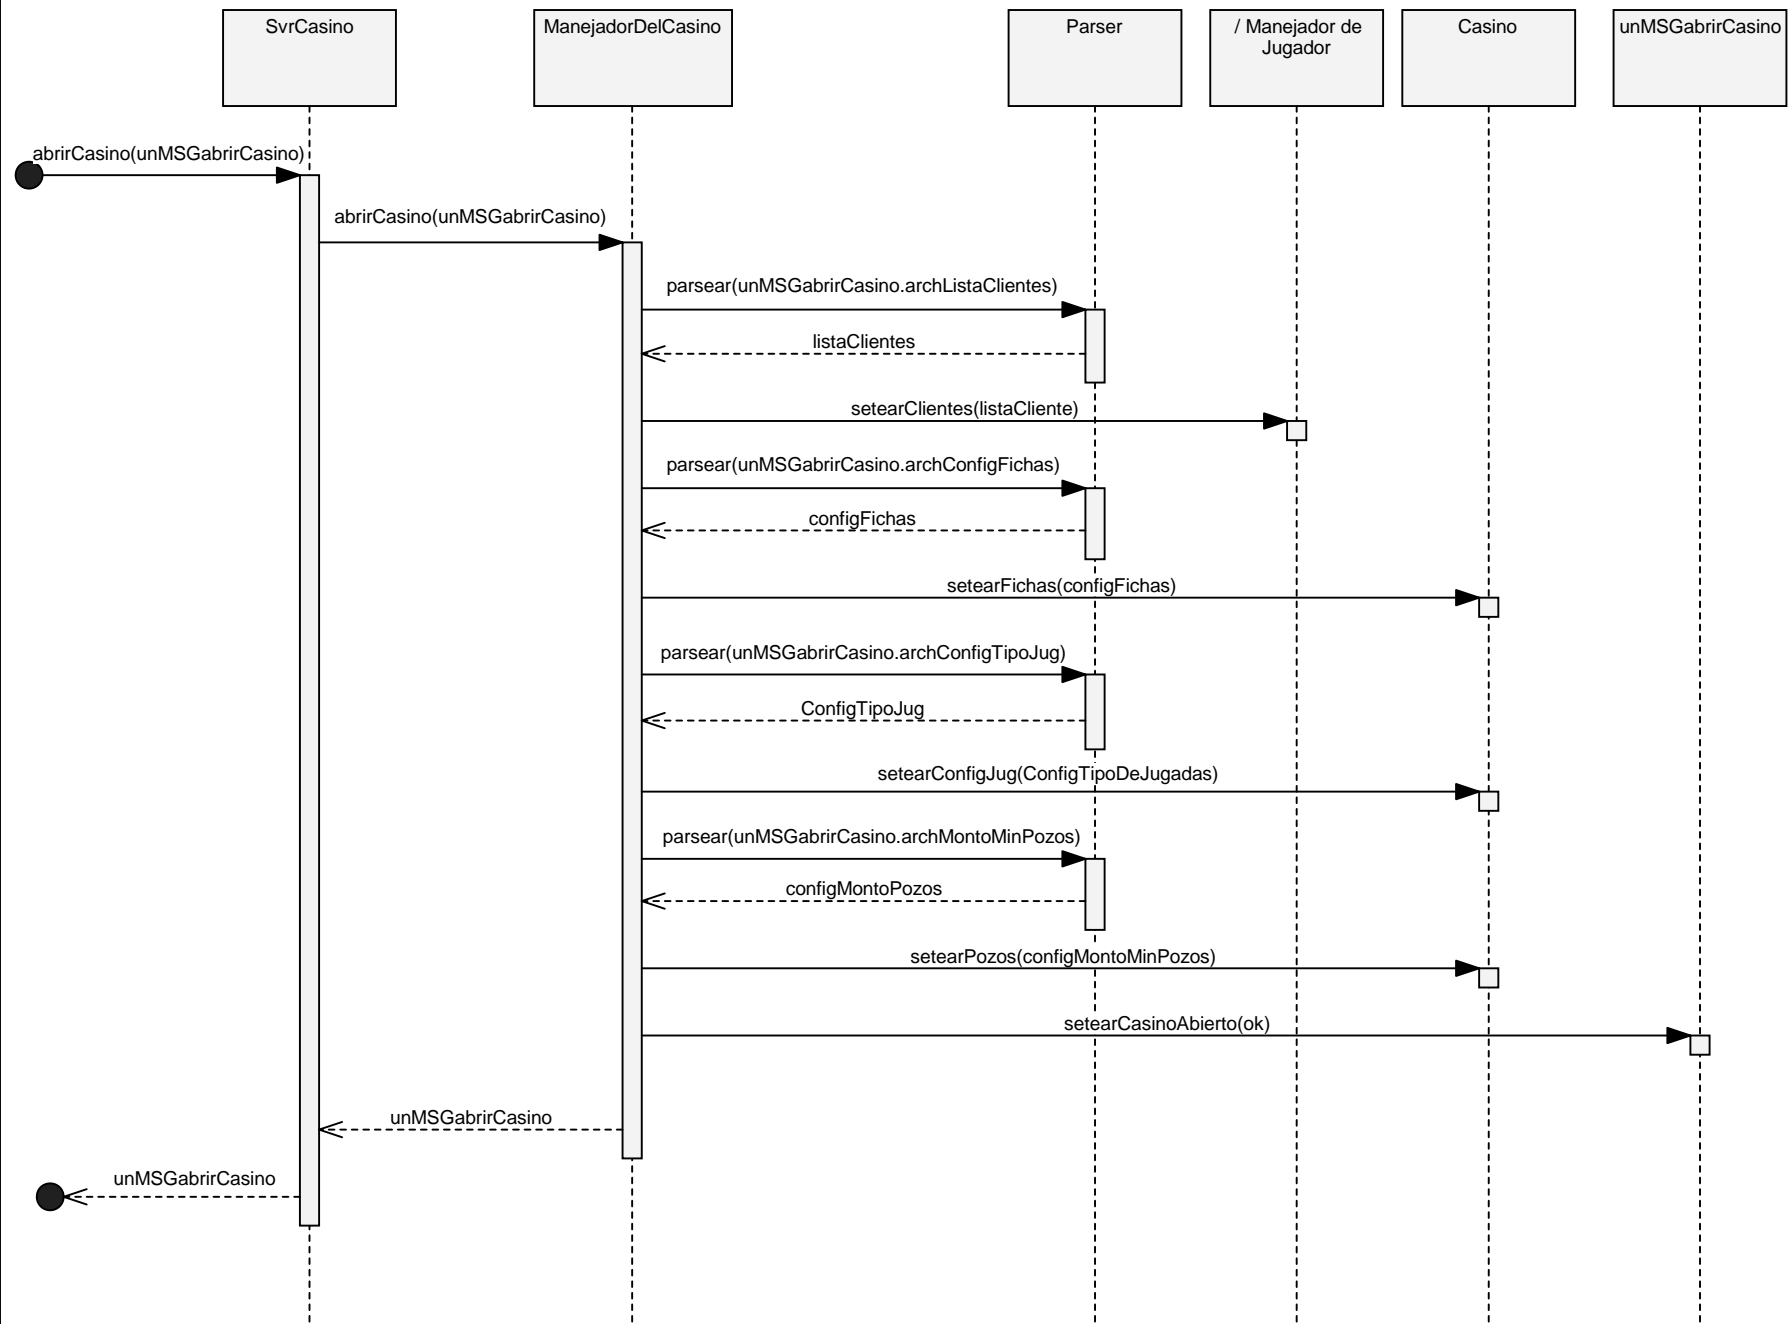 SvrCasino
ManejadorDelCasino
Parser
/ Manejador de
Jugador
Casino
unMSGabrirCasino
abrirCasino(unMSGabrirCasino)
abrirCasino(unMSGabrirCasino)
parsear(unMSGabrirCasino.archListaClientes)
listaClientes
setearClientes(listaCliente)
parsear(unMSGabrirCasino.archConfigFichas)
configFichas
setearFichas(configFichas)
parsear(unMSGabrirCasino.archConfigTipoJug)
ConfigTipoJug
setearConfigJug(ConfigTipoDeJugadas)
parsear(unMSGabrirCasino.archMontoMinPozos)
configMontoPozos
setearPozos(configMontoMinPozos)
setearCasinoAbierto(ok)
unMSGabrirCasino
unMSGabrirCasino